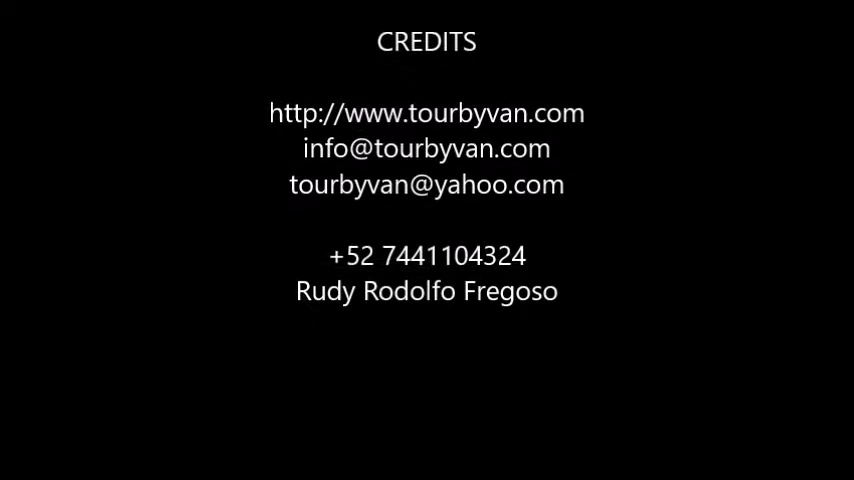 CREDITS
http://www.tourbyvan.com
info@tourbyvan.com
tourbyvan@yahoo.com
+52 7441104324
Rudy Rodolfo Fregoso